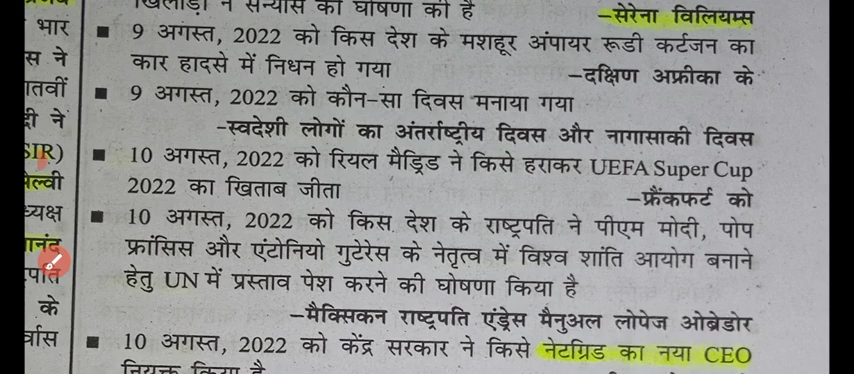 खिलाड़ी ने संन्यास की घोषणा की है –सेरेना विलियम्स
भार
■ 9 अगस्त, 2022 को किस देश के मशहूर अंपायर रूडी कर्टजन का
स ने
कार हादसे में निधन हो गया –दक्षिण अफ्रीका के
ातवीं
■ 9 अगस्त, 2022 को कौन-सा दिवस मनाया गया
द्री ने
-स्वदेशी लोगों का अंतर्राष्ट्रीय दिवस और नागासाकी दिवस
SIR)
■ 10 अगस्त, 2022 को रियल मैड्रिड ने किसे हराकर UEFA Super Cup
ेल्वी
2022 का खिताब जीता –फ्रैंकफर्ट को
ध्यक्ष
■ 10 अगस्त, 2022 को किस देश के राष्ट्रपति ने पीएम मोदी, पोप
ानंद
फ्रांसिस और एंटोनियो गुटेरेस के नेतृत्व में विश्व शांति आयोग बनाने
पति
हेतु UN में प्रस्ताव पेश करने की घोषणा किया है
के
–मैक्सिकन राष्ट्रपति एंड्रेस मैनुअल लोपेज ओब्रेडोर
र्वास
■ 10 अगस्त, 2022 को केंद्र सरकार ने किसे नेटग्रिड का नया CEO
नियुक्त किया है